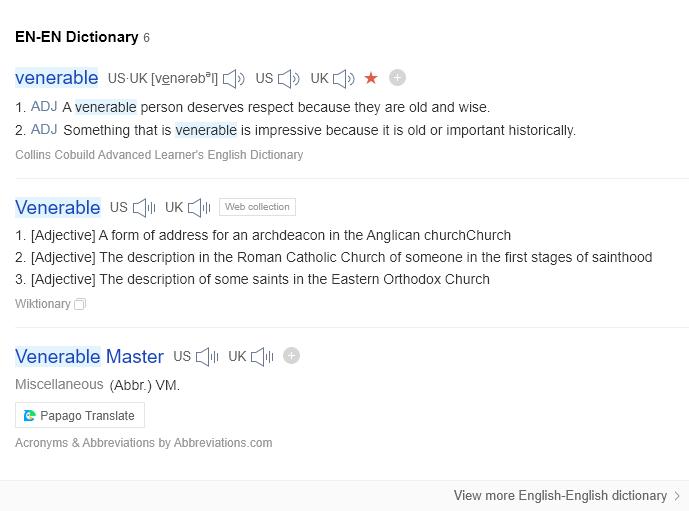 EN-EN Dictionary 6
venerable US·UK [venərəbᵊl] US UK
1. ADJ A venerable person deserves respect because they are old and wise.
2. ADJ Something that is venerable is impressive because it is old or important historically.
Collins Cobuild Advanced Learner's English Dictionary
Venerable US UK Web collection
1. [Adjective] A form of address for an archdeacon in the Anglican churchChurch
2. [Adjective] The description in the Roman Catholic Church of someone in the first stages of sainthood
3. [Adjective] The description of some saints in the Eastern Orthodox Church
Wiktionary
Venerable Master US UK
Miscellaneous (Abbr.) VM.
Papago Translate
Acronyms & Abbreviations by Abbreviations.com
View more English-English dictionary